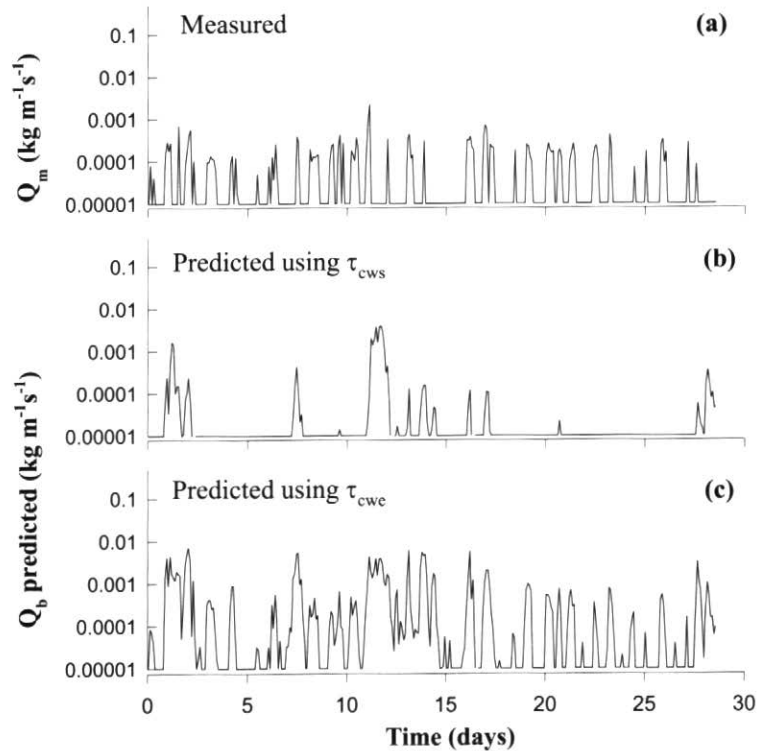 Measured (a)
0.1
0.01
0.001
0.0001
0.00001
Q_m (kg m⁻¹s⁻¹)
Predicted using τ_cws (b)
0.1
0.01
0.001
0.0001
0.00001
Predicted using τ_cwe (c)
0.1
0.01
0.001
0.0001
0.00001
Q_b predicted (kg m⁻¹s⁻¹)
0 5 10 15 20 25 30
Time (days)